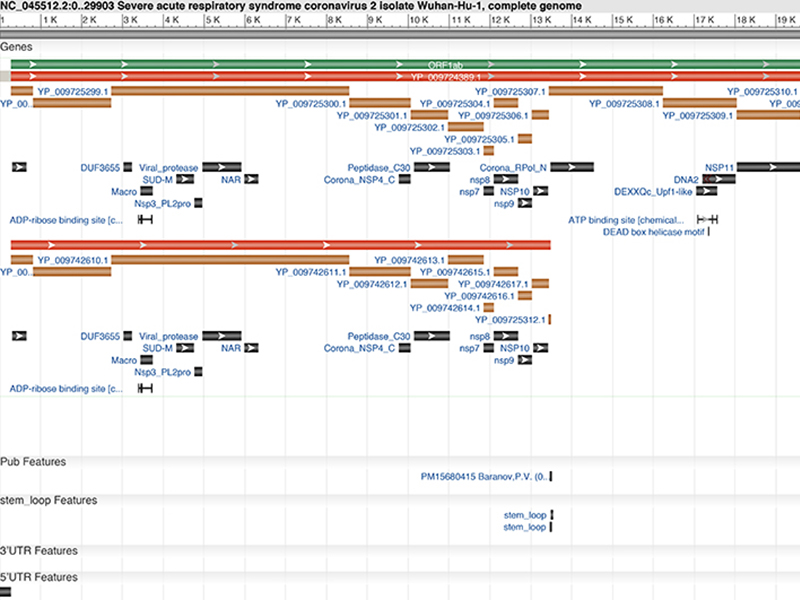 NC_045512.2:0..29903 Severe acute respiratory syndrome coronavirus 2 isolate Wuhan-Hu-1, complete genome
1 1 K 2 K 3 K 4 K 5 K 6 K 7 K 8 K 9 K 10 K 11 K 12 K 13 K 14 K 15 K 16 K 17 K 18 K 19 K
Genes
ORF1ab
YP_009724389.1
YP_009725299.1 YP_009725307.1 YP_009725310.1
YP_00.. YP_009725300.1 YP_009725304.1 YP_009725308.1 YP_009
YP_009725301.1 YP_009725306.1 YP_009725309.1
YP_009725302.1
YP_009725305.1
YP_009725303.1
DUF3655 Viral_protease Peptidase_C30 Corona_RPol_N NSP11
SUD-M NAR Corona_NSP4_C nsp8 DNA2
Macro nsp7 NSP10 DEXXQc_Upf1-like
Nsp3_PL2pro nsp9
ADP-ribose binding site [c... ATP binding site [chemical...
DEAD box helicase motif
YP_009742610.1 YP_009742613.1
YP_00.. YP_009742611.1 YP_009742615.1
YP_009742612.1 YP_009742617.1
YP_009742616.1
YP_009742614.1
YP_009725312.1
DUF3655 Viral_protease Peptidase_C30 nsp8
SUD-M NAR Corona_NSP4_C nsp7 NSP10
Macro nsp9
Nsp3_PL2pro
ADP-ribose binding site [c...
Pub Features
PM15680415 Baranov,P.V. (0..
stem_loop Features
stem_loop
stem_loop
3'UTR Features
5'UTR Features